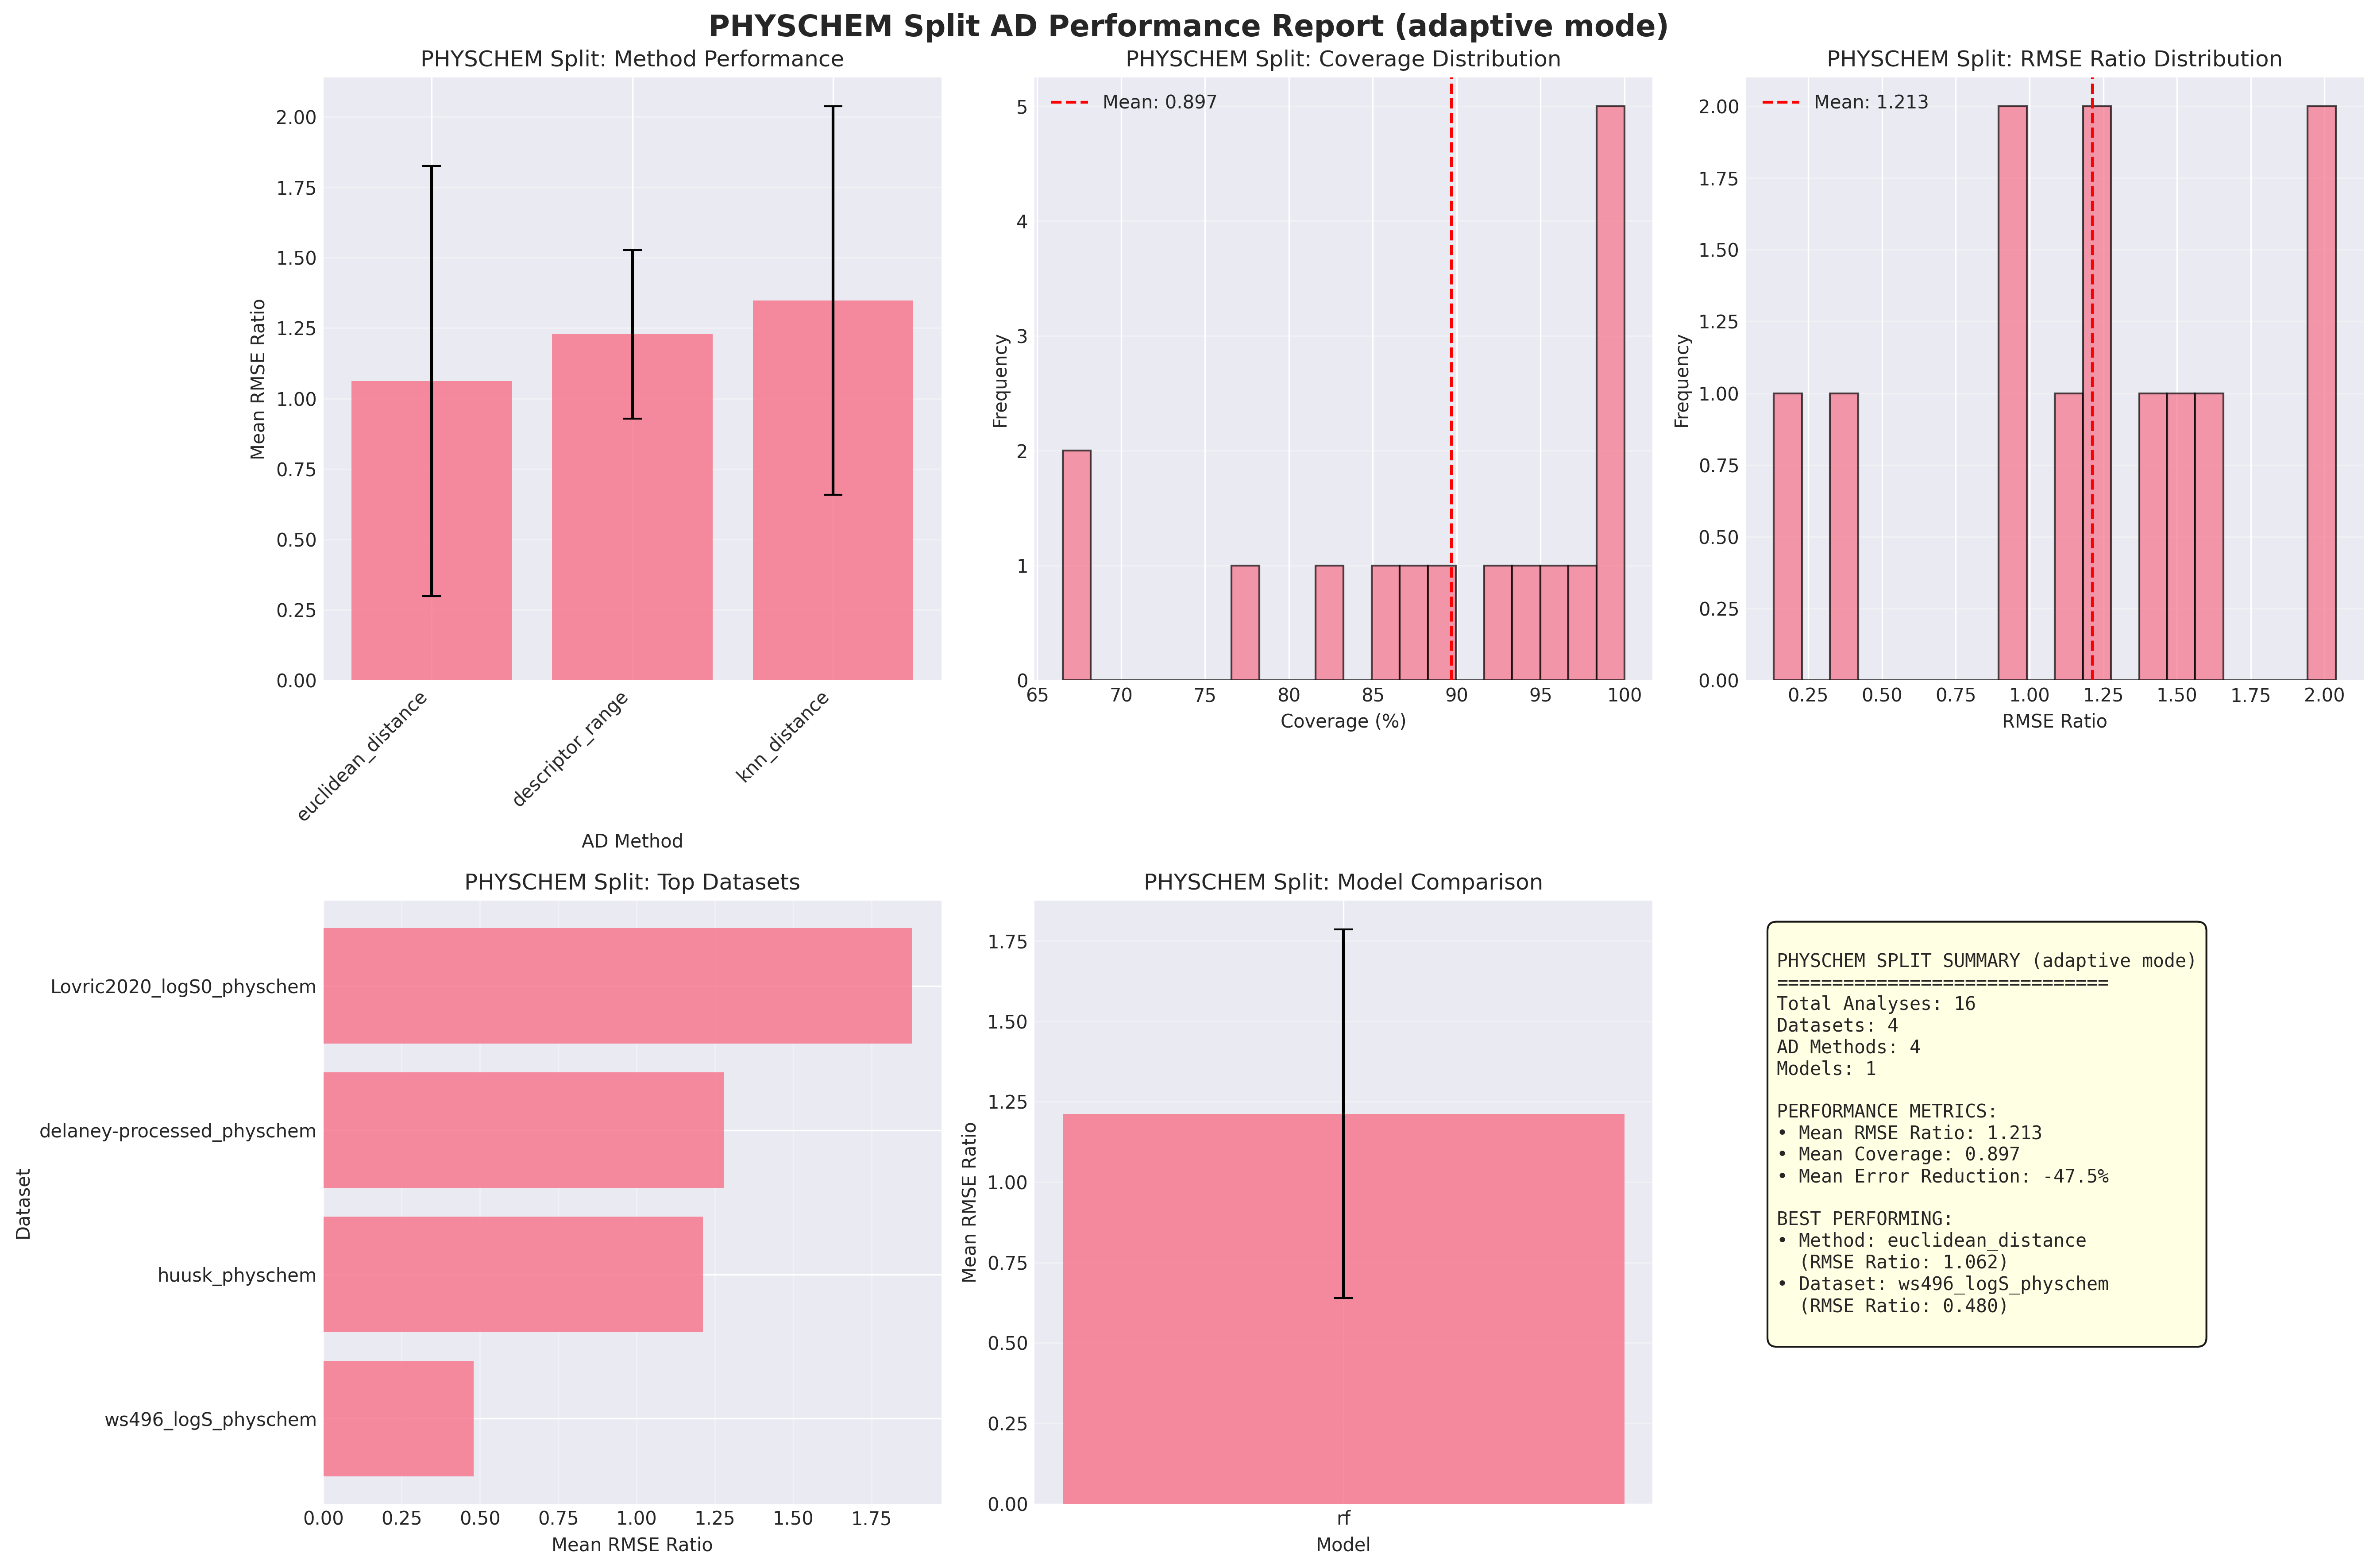 PHYSCHEM Split AD Performance Report (adaptive mode)
PHYSCHEM Split: Method Performance
Mean RMSE Ratio
2.00
1.75
1.50
1.25
1.00
0.75
0.50
0.25
0.00
euclidean_distance
descriptor_range
knn_distance
AD Method
PHYSCHEM Split: Coverage Distribution
Mean: 0.897
Frequency
5
4
3
2
1
0
65 70 75 80 85 90 95 100
Coverage (%)
PHYSCHEM Split: RMSE Ratio Distribution
Mean: 1.213
Frequency
2.00
1.75
1.50
1.25
1.00
0.75
0.50
0.25
0.00
0.25 0.50 0.75 1.00 1.25 1.50 1.75 2.00
RMSE Ratio
PHYSCHEM Split: Top Datasets
Dataset
Lovric2020_logS0_physchem
delaney-processed_physchem
huusk_physchem
ws496_logS_physchem
0.00 0.25 0.50 0.75 1.00 1.25 1.50 1.75
Mean RMSE Ratio
PHYSCHEM Split: Model Comparison
Mean RMSE Ratio
1.75
1.50
1.25
1.00
0.75
0.50
0.25
0.00
rf
Model
PHYSCHEM SPLIT SUMMARY (adaptive mode)
==============================
Total Analyses: 16
Datasets: 4
AD Methods: 4
Models: 1
PERFORMANCE METRICS:
• Mean RMSE Ratio: 1.213
• Mean Coverage: 0.897
• Mean Error Reduction: -47.5%
BEST PERFORMING:
• Method: euclidean_distance
(RMSE Ratio: 1.062)
• Dataset: ws496_logS_physchem
(RMSE Ratio: 0.480)